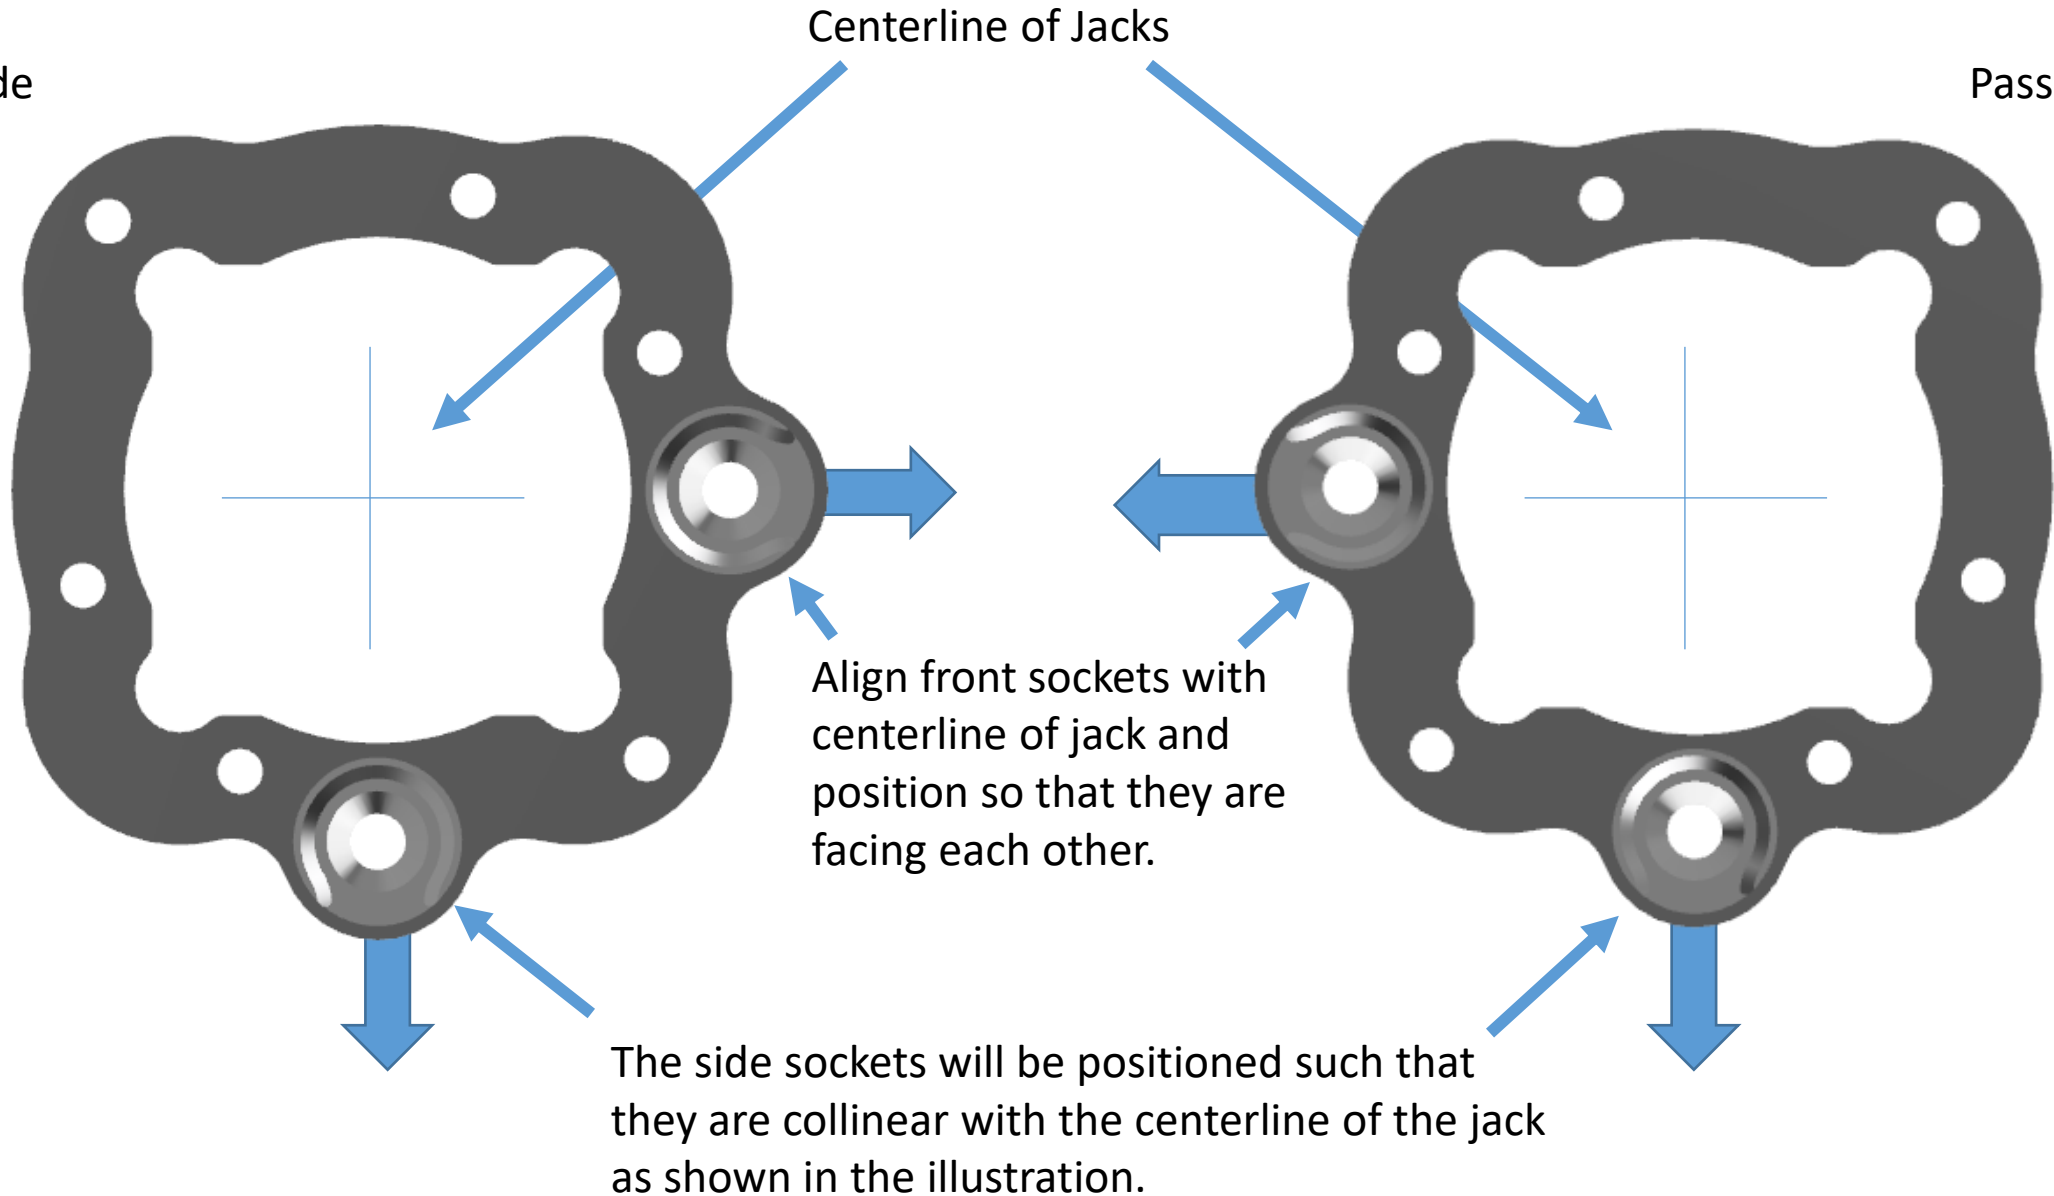 Centerline of Jacks
de
Pass
Align front sockets with
centerline of jack and
position so that they are
facing each other.
The side sockets will be positioned such that
they are collinear with the centerline of the jack
as shown in the illustration.